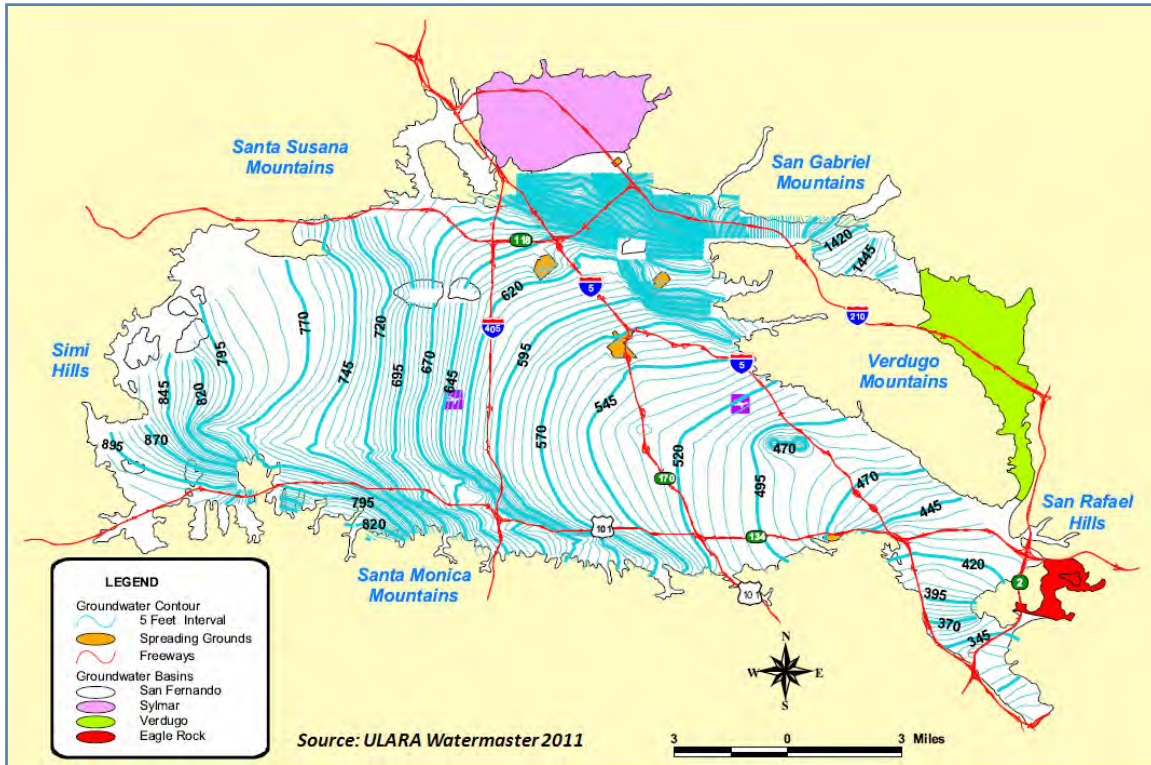 Santa Susana
Mountains
San Gabriel
Mountains
1420
1445
118
620
5
770
720
405
595
210
795
745
695
670
645
Simi
Hills
5
Verdugo
Mountains
845
820
545
570
895
870
520
470
170
495
470
445
San Rafael
Hills
795
820
101
134
Santa Monica
Mountains
101
420
2
395
370
345
LEGEND
Groundwater Contour
5 Feet Interval
Spreading Grounds
Freeways
Groundwater Basins
San Fernando
Sylmar
Verdugo
Eagle Rock
N
W E
S
Source: ULARA Watermaster 2011
3 0 3 Miles